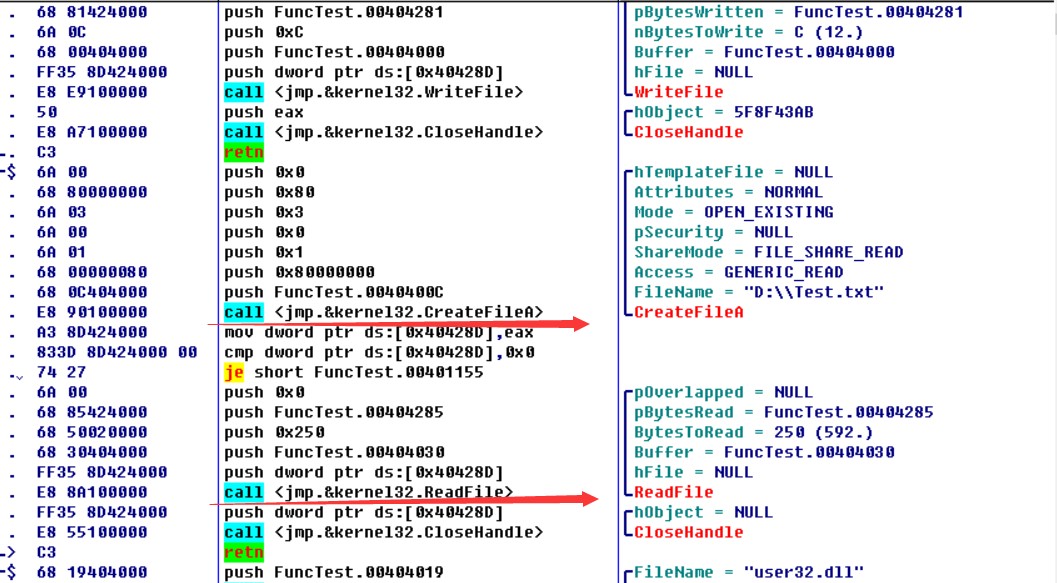 . 68 81424000 push FuncTest.00404281 pBytesWritten = FuncTest.00404281
. 6A 0C push 0xC nBytesToWrite = C (12.)
. 68 00404000 push FuncTest.00404000 Buffer = FuncTest.00404000
. FF35 8D424000 push dword ptr ds:[0x40428D] hFile = NULL
. E8 E9100000 call <jmp.&kernel32.WriteFile> WriteFile
. 50 push eax hObject = 5F8F43AB
. E8 A7100000 call <jmp.&kernel32.CloseHandle> CloseHandle
. C3 retn
$ 6A 00 push 0x0 hTemplateFile = NULL
. 68 80000000 push 0x80 Attributes = NORMAL
. 6A 03 push 0x3 Mode = OPEN_EXISTING
. 6A 00 push 0x0 pSecurity = NULL
. 6A 01 push 0x1 ShareMode = FILE_SHARE_READ
. 68 00000080 push 0x80000000 Access = GENERIC_READ
. 68 0C404000 push FuncTest.0040400C FileName = "D:\\Test.txt"
. E8 90100000 call <jmp.&kernel32.CreateFileA> CreateFileA
. A3 8D424000 mov dword ptr ds:[0x40428D],eax
. 833D 8D424000 00 cmp dword ptr ds:[0x40428D],0x0
. 74 27 je short FuncTest.00401155
. 6A 00 push 0x0 pOverlapped = NULL
. 68 85424000 push FuncTest.00404285 pBytesRead = FuncTest.00404285
. 68 50020000 push 0x250 BytesToRead = 250 (592.)
. 68 30404000 push FuncTest.00404030 Buffer = FuncTest.00404030
. FF35 8D424000 push dword ptr ds:[0x40428D] hFile = NULL
. E8 8A100000 call <jmp.&kernel32.ReadFile> ReadFile
. FF35 8D424000 push dword ptr ds:[0x40428D] hObject = NULL
. E8 55100000 call <jmp.&kernel32.CloseHandle> CloseHandle
> C3 retn
$ 68 19404000 push FuncTest.00404019 FileName = "user32.dll"